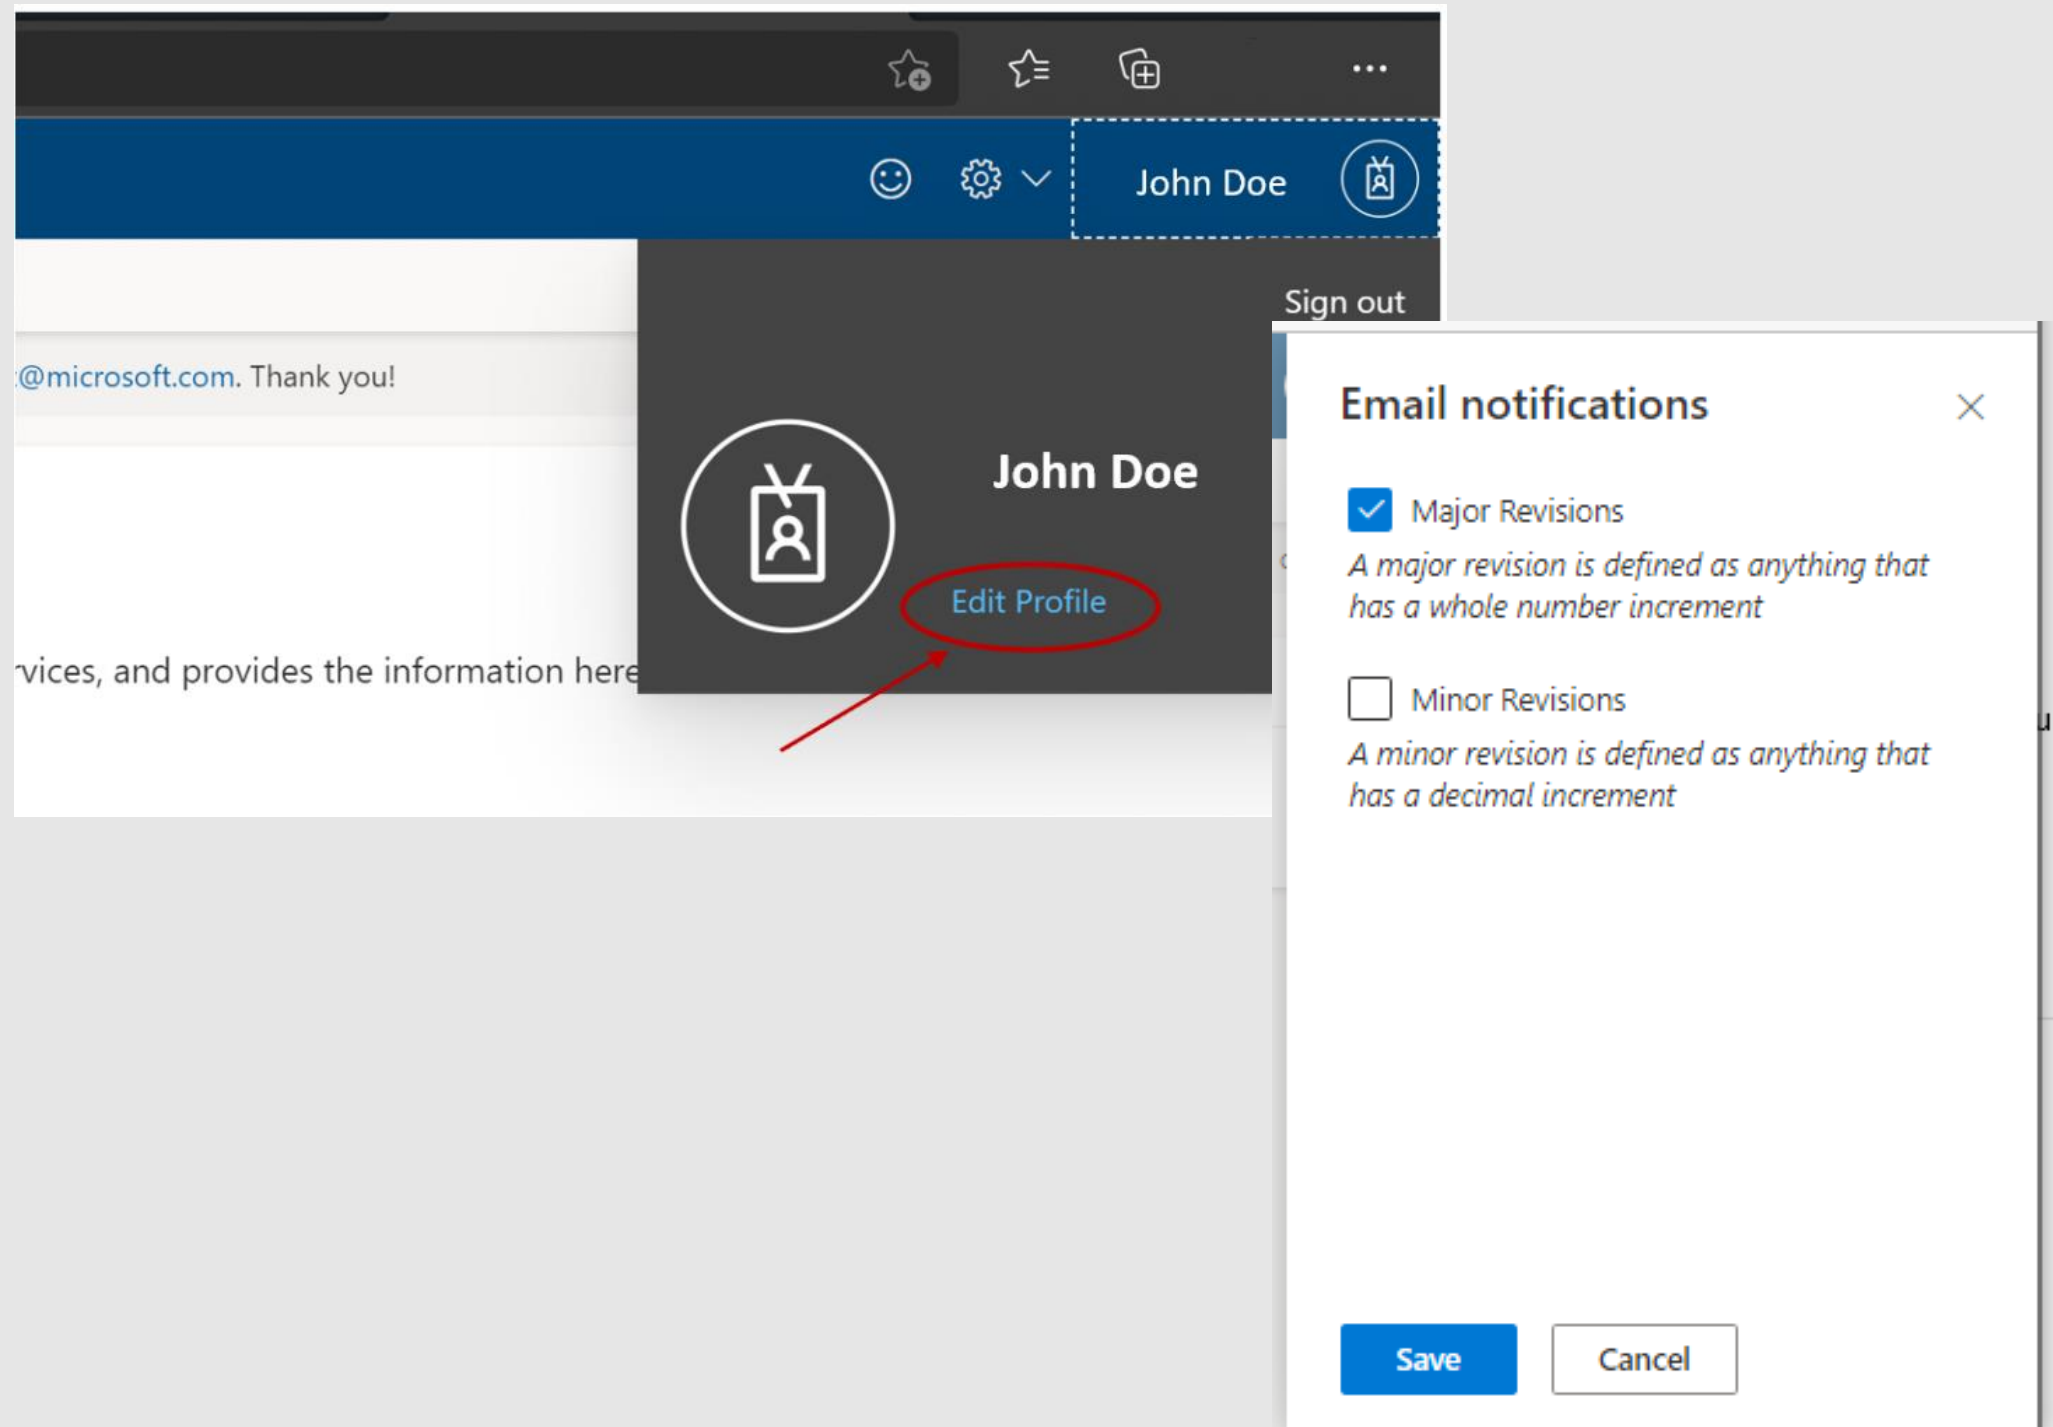 John Doe
Sign out
@microsoft.com. Thank you!
John Doe
Edit Profile
vices, and provides the information here
Email notifications
Major Revisions
A major revision is defined as anything that
has a whole number increment
Minor Revisions
A minor revision is defined as anything that
has a decimal increment
Save
Cancel